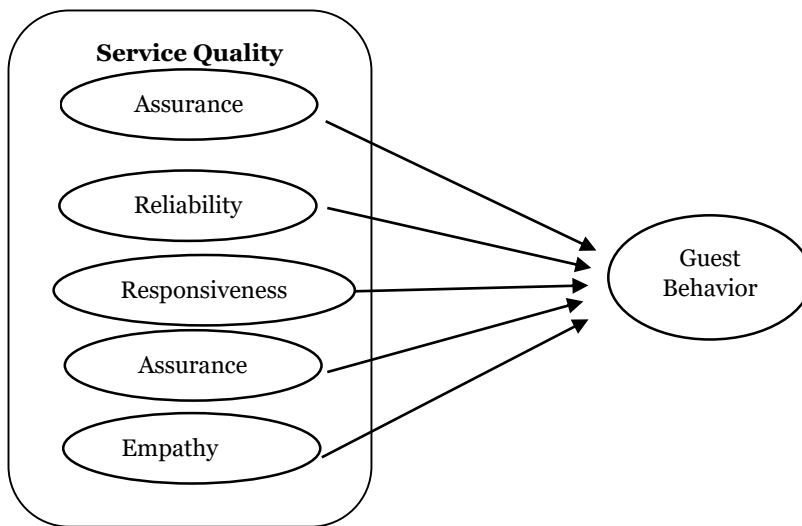 Service Quality
Assurance
Reliability
Responsiveness
Assurance
Empathy
Guest
Behavior